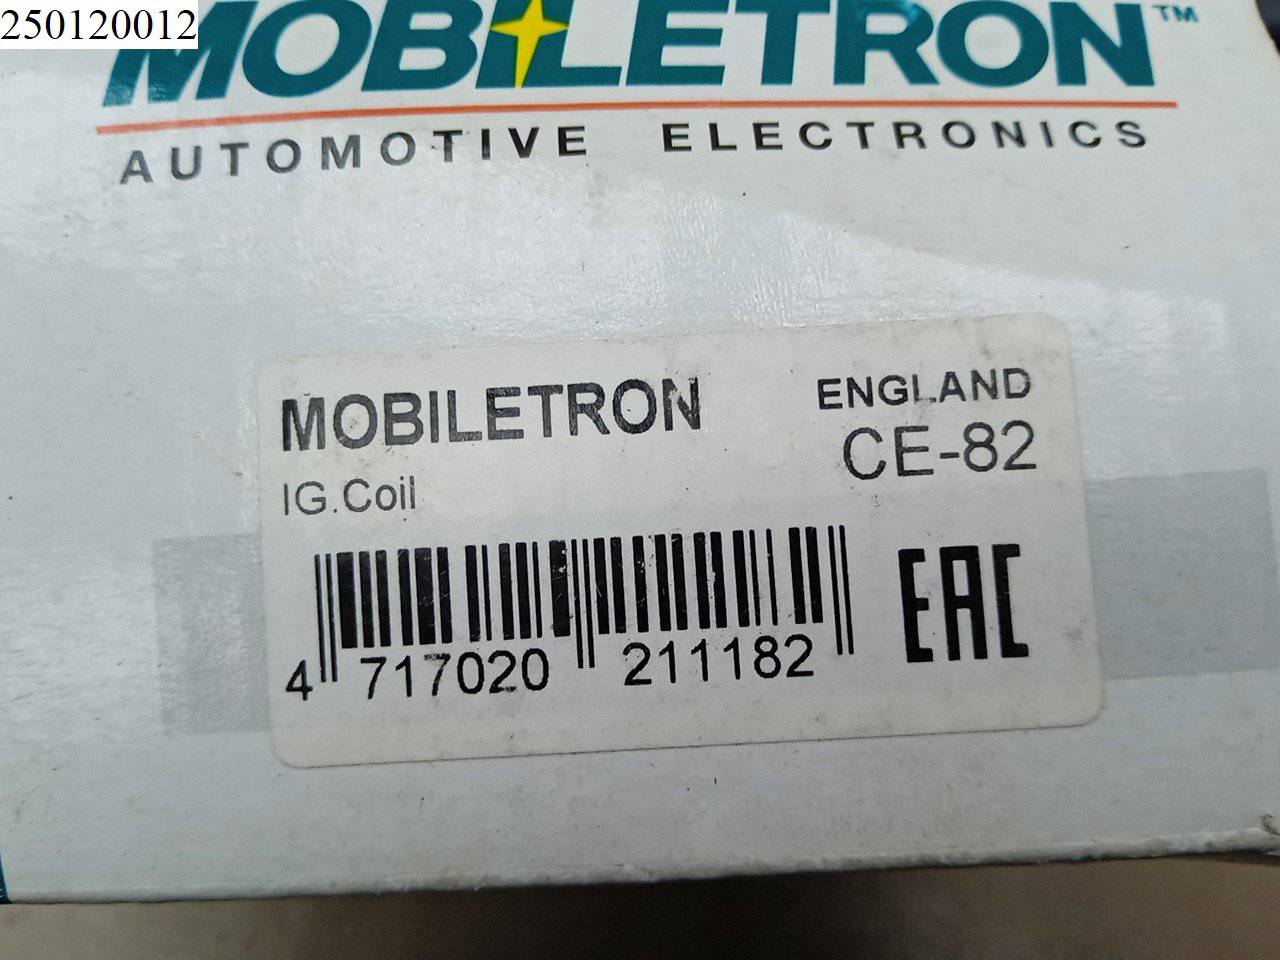 250120012
MOBILETRON™
AUTOMOTIVE ELECTRONICS
MOBILETRON
ENGLAND
CE-82
IG.Coil
4 717020 211182
EAC